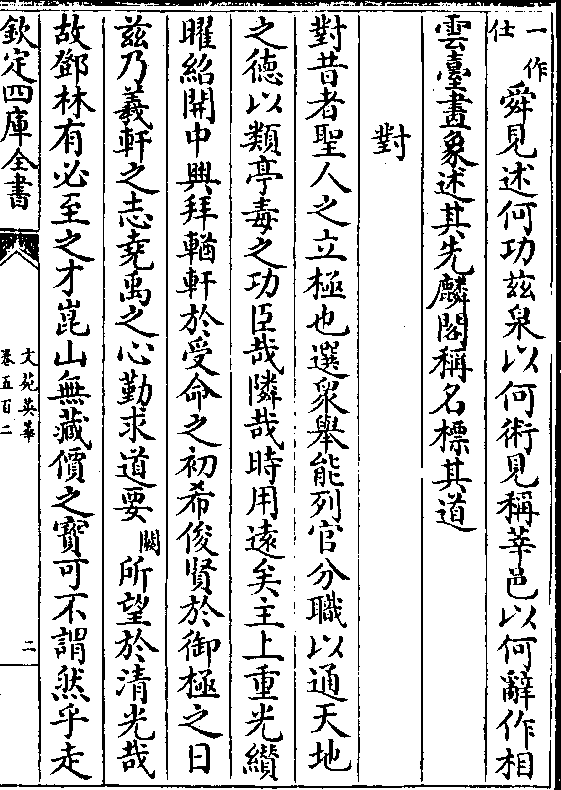 一作仕
舜見述何功茲泉以何術見稱莘邑以何辭作相
雲臺畫象述其先麟閣稱名標其道
對
對昔者聖人之立極也選衆舉能列官分職以通天地
之德以類亭毒之功臣哉隣哉時用遠矣主上重光纘
曜紹開中興拜輶軒於受命之初希俊賢於御極之日
茲乃羲軒之志堯禹之心勤求道要闕所望於清光哉
故鄧林有必至之才崑山無藏價之寶可不謂然乎走
欽定四庫全書
文苑英華
卷五百二
二